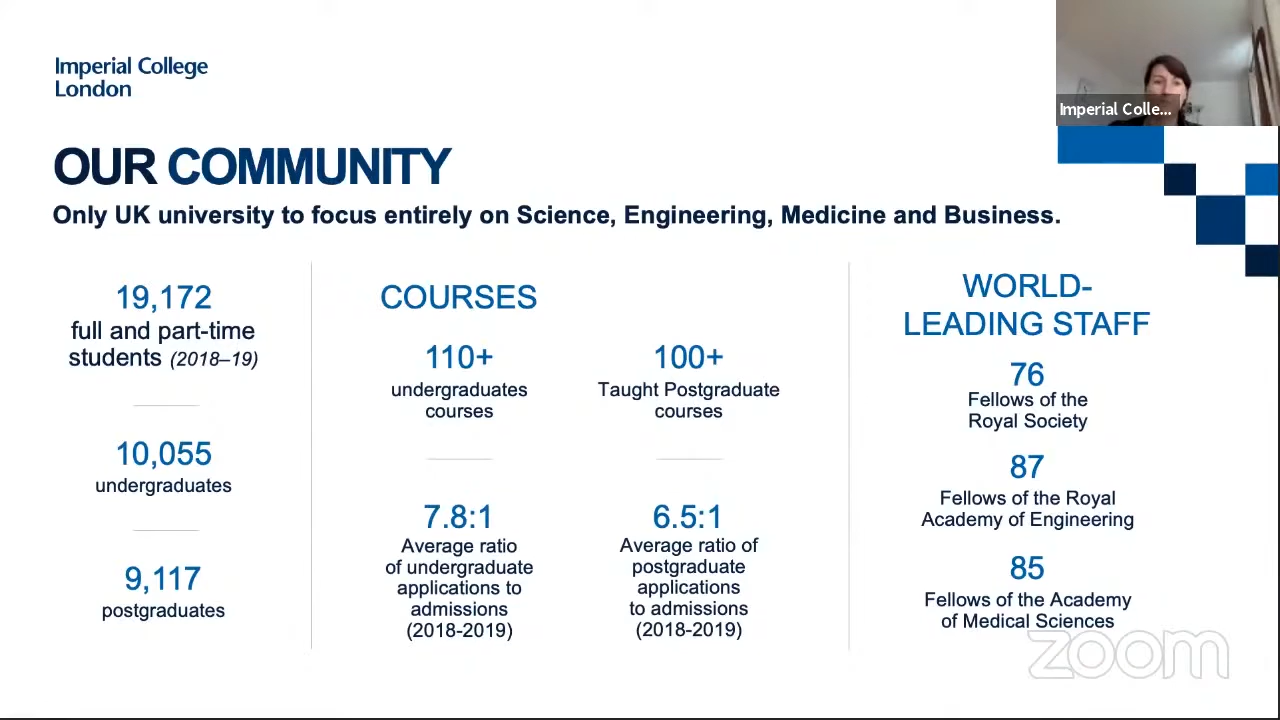 Imperial College
London
Imperial Colle...
OUR COMMUNITY
Only UK university to focus entirely on Science, Engineering, Medicine and Business.
19,172
full and part-time
students (2018–19)
10,055
undergraduates
9,117
postgraduates
COURSES
110+
undergraduates
courses
100+
Taught Postgraduate
courses
7.8:1
Average ratio
of undergraduate
applications to
admissions
(2018-2019)
6.5:1
Average ratio of
postgraduate
applications
to admissions
(2018-2019)
WORLD-
LEADING STAFF
76
Fellows of the
Royal Society
87
Fellows of the Royal
Academy of Engineering
85
Fellows of the Academy
of Medical Sciences
zoom